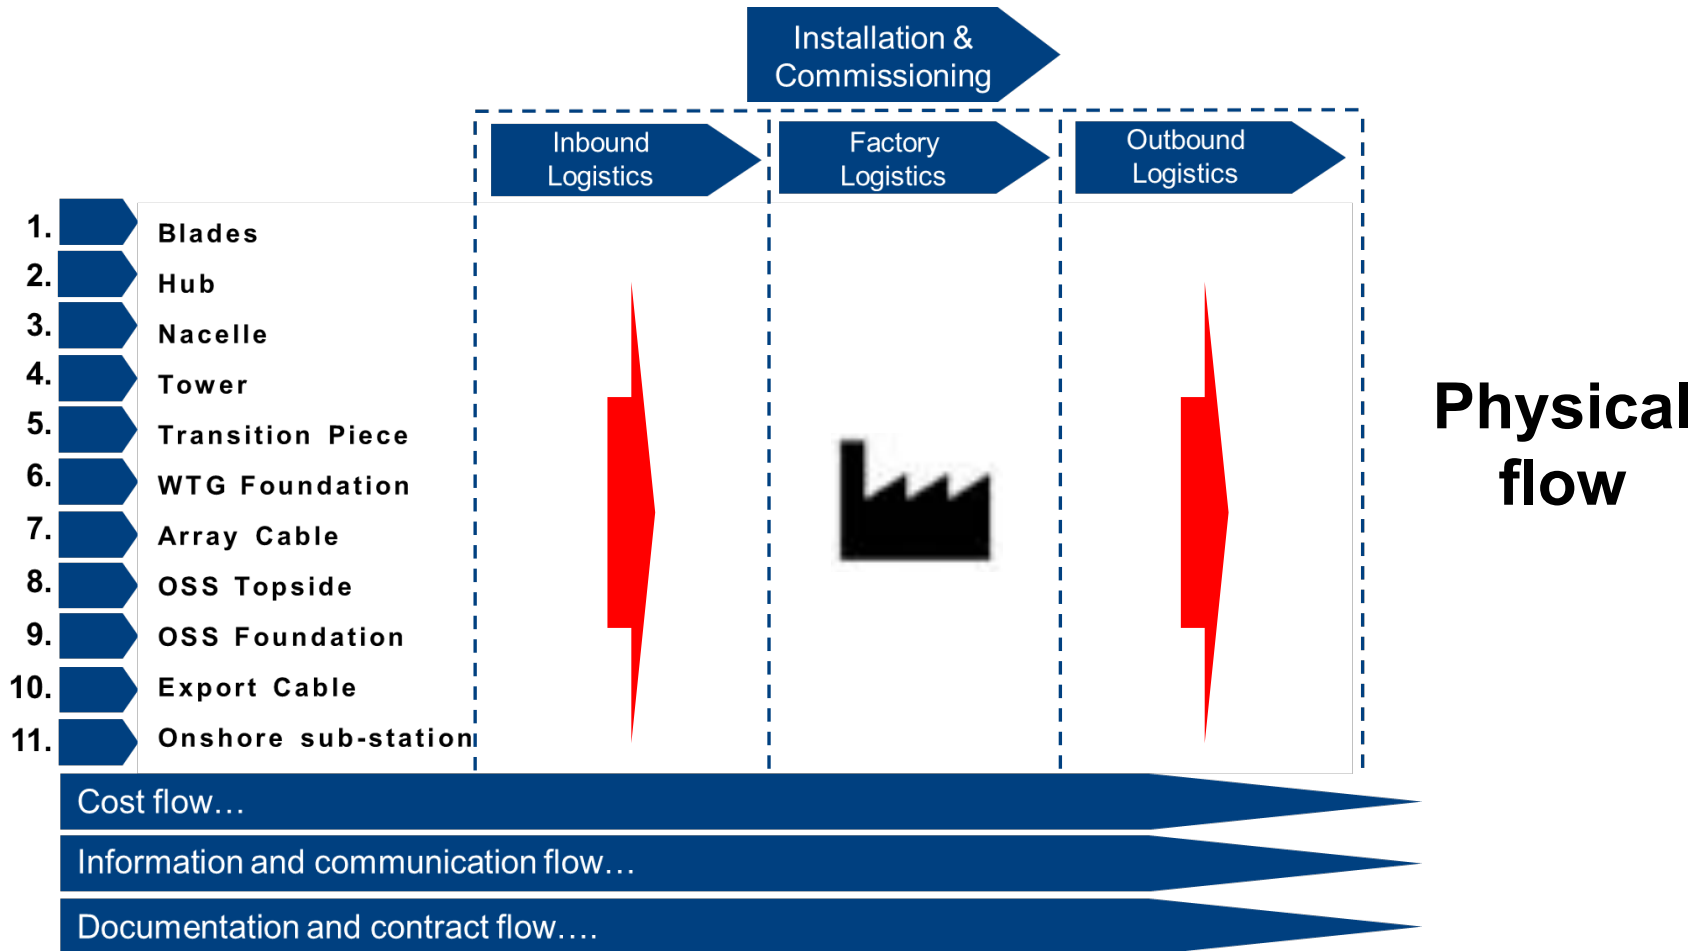 Installation &
Commissioning
Inbound
Logistics
Factory
Logistics
Outbound
Logistics
1. Blades
2. Hub
3. Nacelle
4. Tower
5. Transition Piece
6. WTG Foundation
7. Array Cable
8. OSS Topside
9. OSS Foundation
10. Export Cable
11. Onshore sub-station
Physical
flow
Cost flow…
Information and communication flow…
Documentation and contract flow….